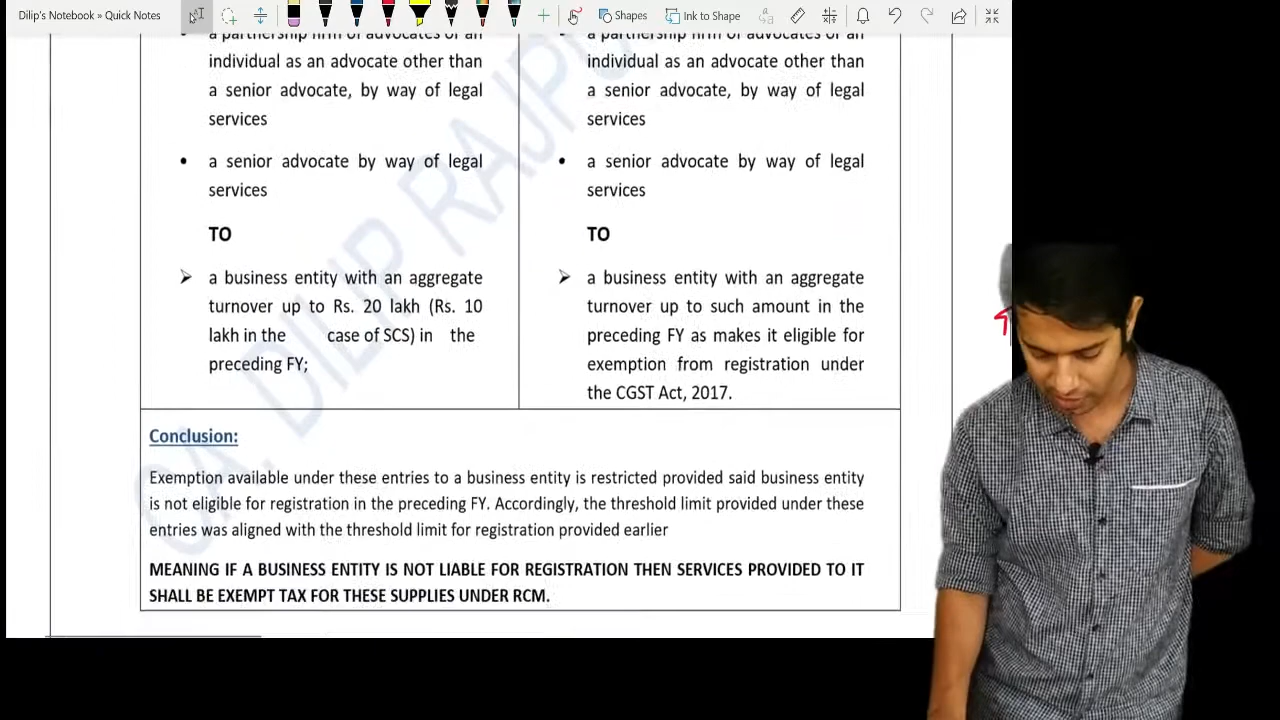 Dilip's Notebook » Quick Notes
Shapes
Ink to Shape
a partnership firm of advocates or an
individual as an advocate other than
a senior advocate, by way of legal
services
• a senior advocate by way of legal
services
TO
➢ a business entity with an aggregate
turnover up to Rs. 20 lakh (Rs. 10
lakh in the case of SCS) in the
preceding FY;
a partnership firm of advocates or an
individual as an advocate other than
a senior advocate, by way of legal
services
• a senior advocate by way of legal
services
TO
➢ a business entity with an aggregate
turnover up to such amount in the
preceding FY as makes it eligible for
exemption from registration under
the CGST Act, 2017.
Conclusion:
Exemption available under these entries to a business entity is restricted provided said business entity
is not eligible for registration in the preceding FY. Accordingly, the threshold limit provided under these
entries was aligned with the threshold limit for registration provided earlier
MEANING IF A BUSINESS ENTITY IS NOT LIABLE FOR REGISTRATION THEN SERVICES PROVIDED TO IT
SHALL BE EXEMPT TAX FOR THESE SUPPLIES UNDER RCM.
CA. DILIP RAJP